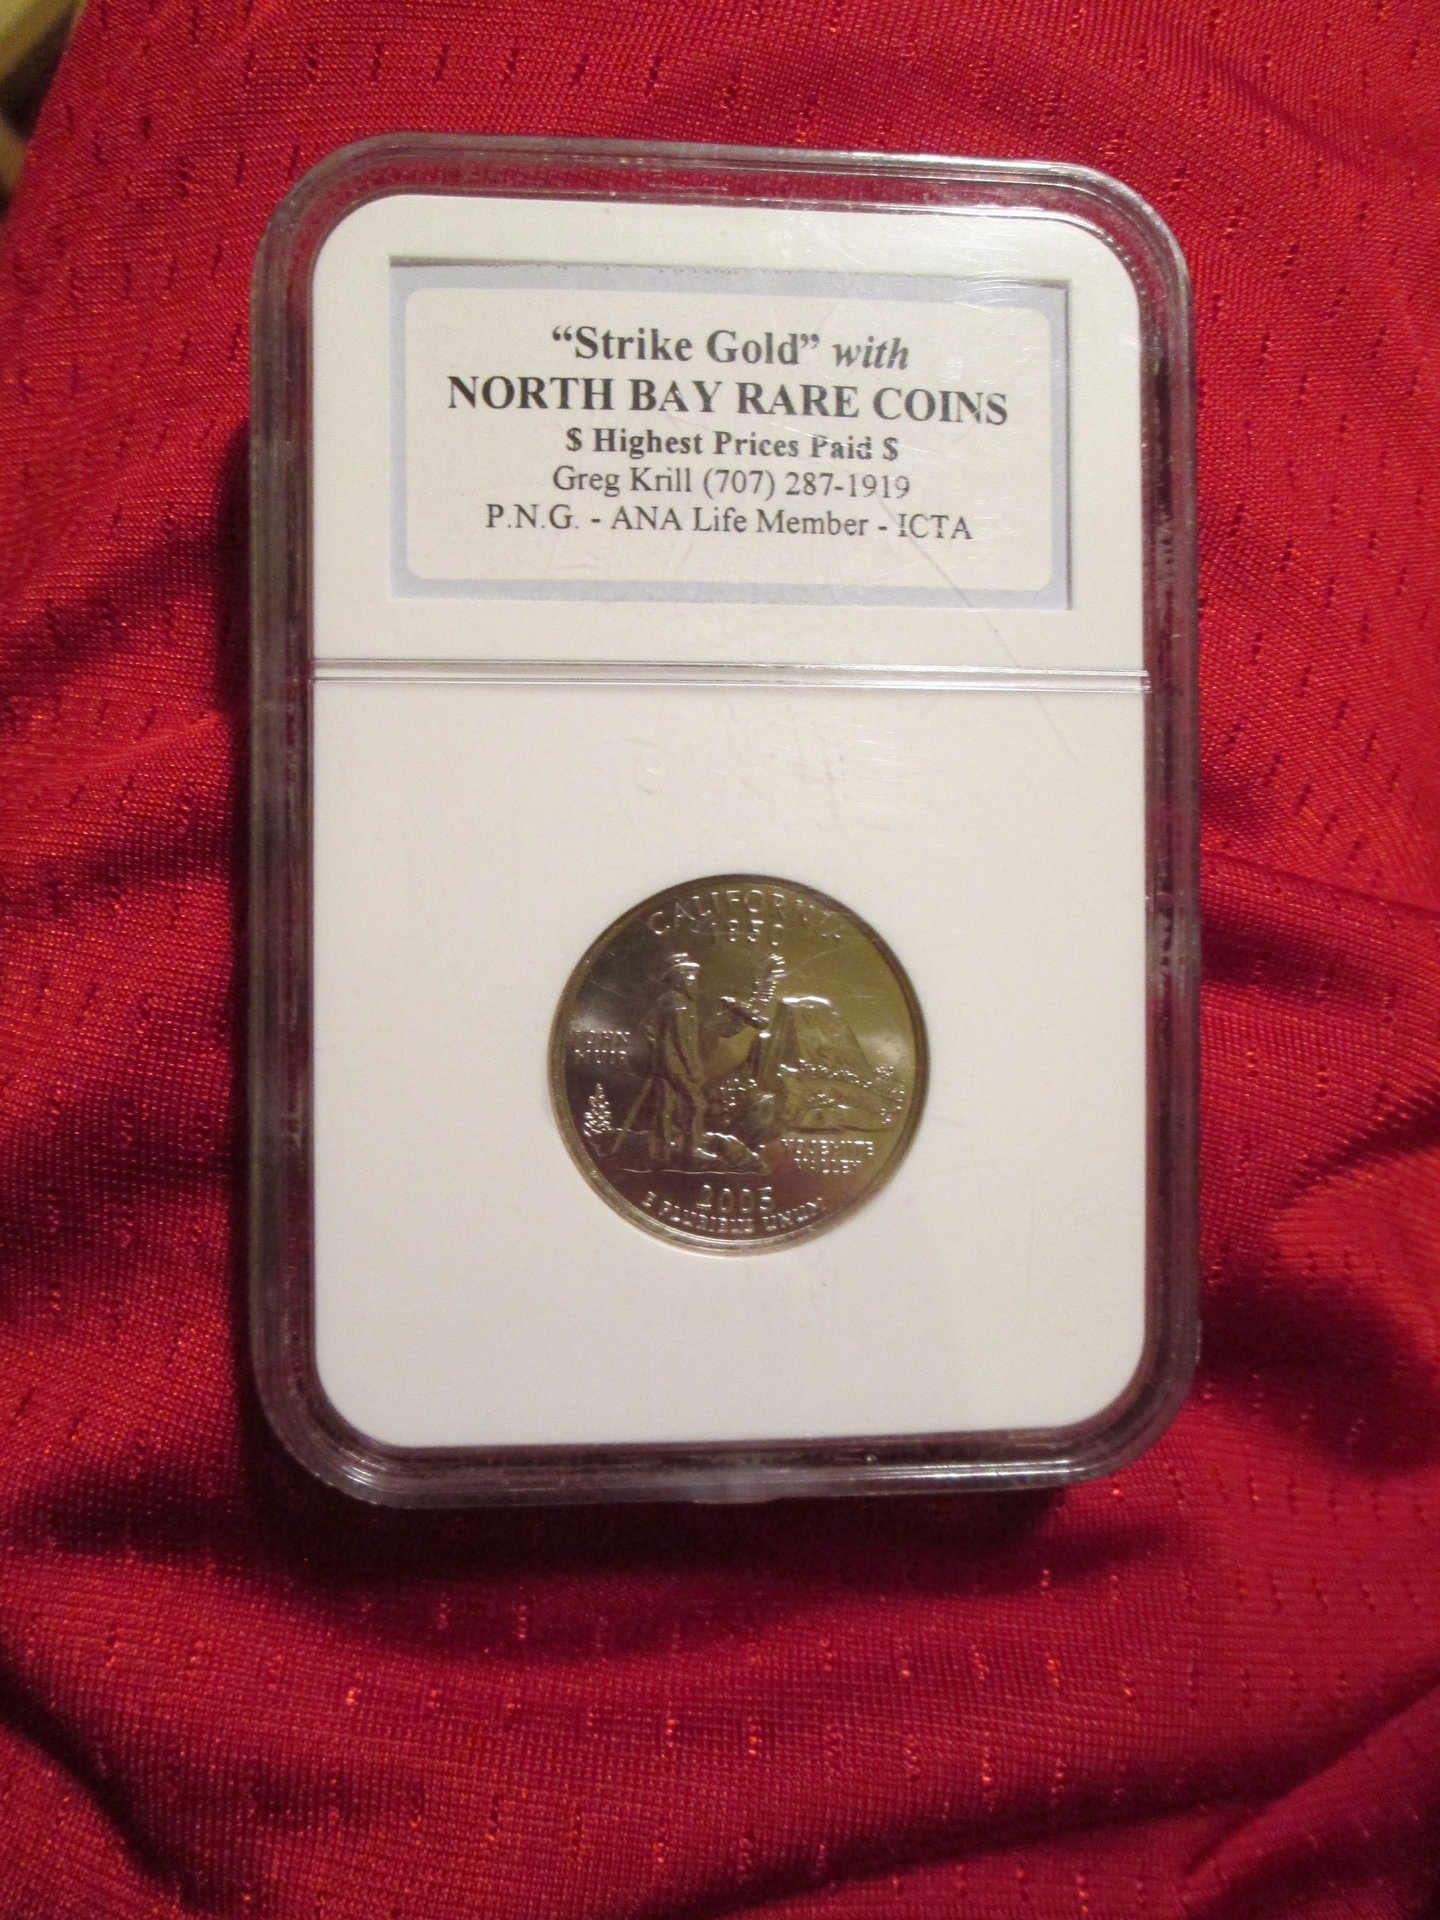 “Strike Gold” with
NORTH BAY RARE COINS
$ Highest Prices Paid $
Greg Krill (707) 287-1919
P.N.G. - ANA Life Member - ICTA
CALIFORNIA
1850
JOHN
MUIR
YOSEMITE
VALLEY
2005
E PLURIBUS UNUM